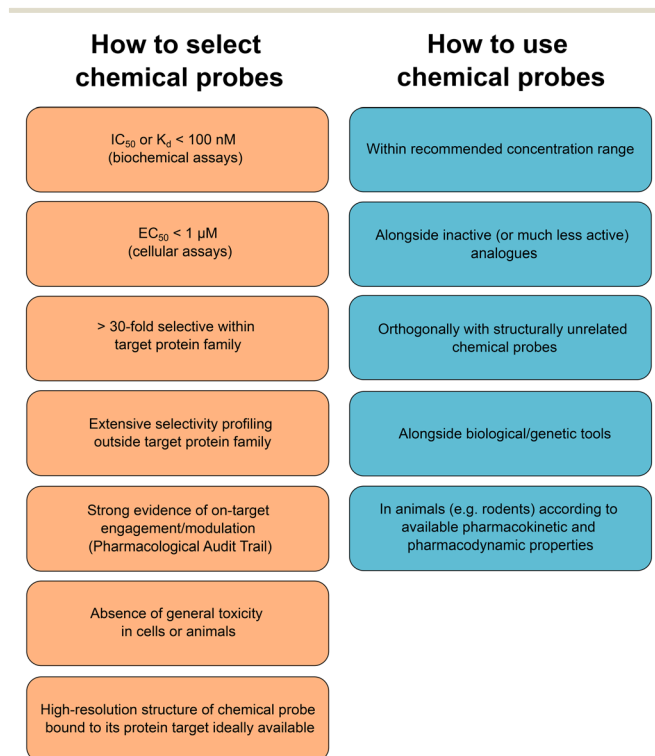 How to select
chemical probes
IC₅₀ or K_d < 100 nM
(biochemical assays)
EC₅₀ < 1 µM
(cellular assays)
> 30-fold selective within
target protein family
Extensive selectivity profiling
outside target protein family
Strong evidence of on-target
engagement/modulation
(Pharmacological Audit Trail)
Absence of general toxicity
in cells or animals
High-resolution structure of chemical probe
bound to its protein target ideally available
How to use
chemical probes
Within recommended concentration range
Alongside inactive (or much less active)
analogues
Orthogonally with structurally unrelated
chemical probes
Alongside biological/genetic tools
In animals (e.g. rodents) according to
available pharmacokinetic and
pharmacodynamic properties